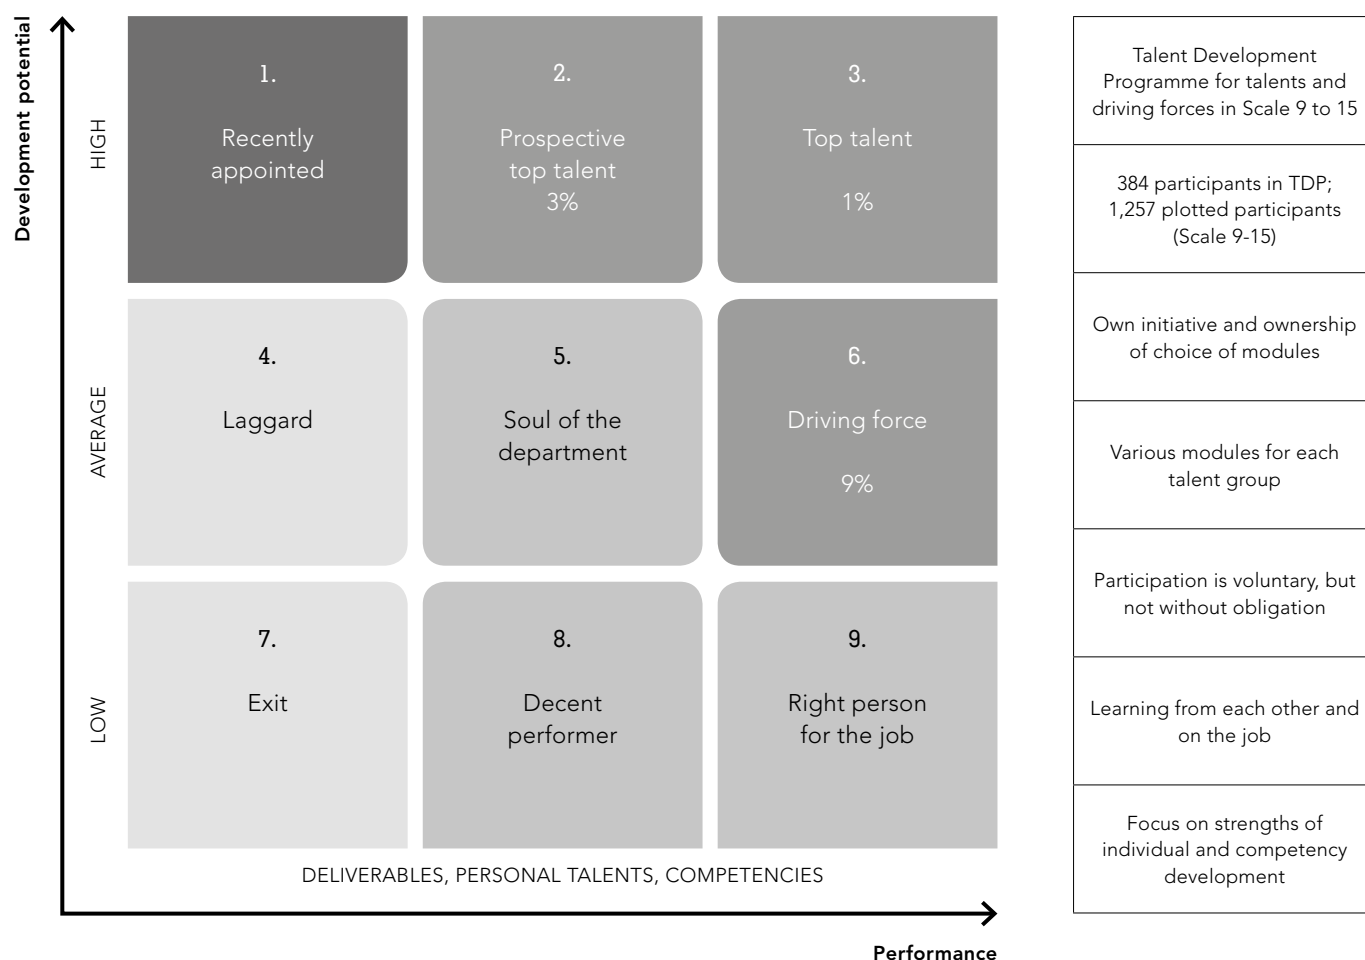 Development potential
HIGH
1.
Recently
appointed
2.
Prospective
top talent
3%
3.
Top talent
1%
AVERAGE
4.
Laggard
5.
Soul of the
department
6.
Driving force
9%
LOW
7.
Exit
8.
Decent
performer
9.
Right person
for the job
DELIVERABLES, PERSONAL TALENTS, COMPETENCIES
Performance
Talent Development
Programme for talents and
driving forces in Scale 9 to 15
384 participants in TDP;
1,257 plotted participants
(Scale 9-15)
Own initiative and ownership
of choice of modules
Various modules for each
talent group
Participation is voluntary, but
not without obligation
Learning from each other and
on the job
Focus on strengths of
individual and competency
development